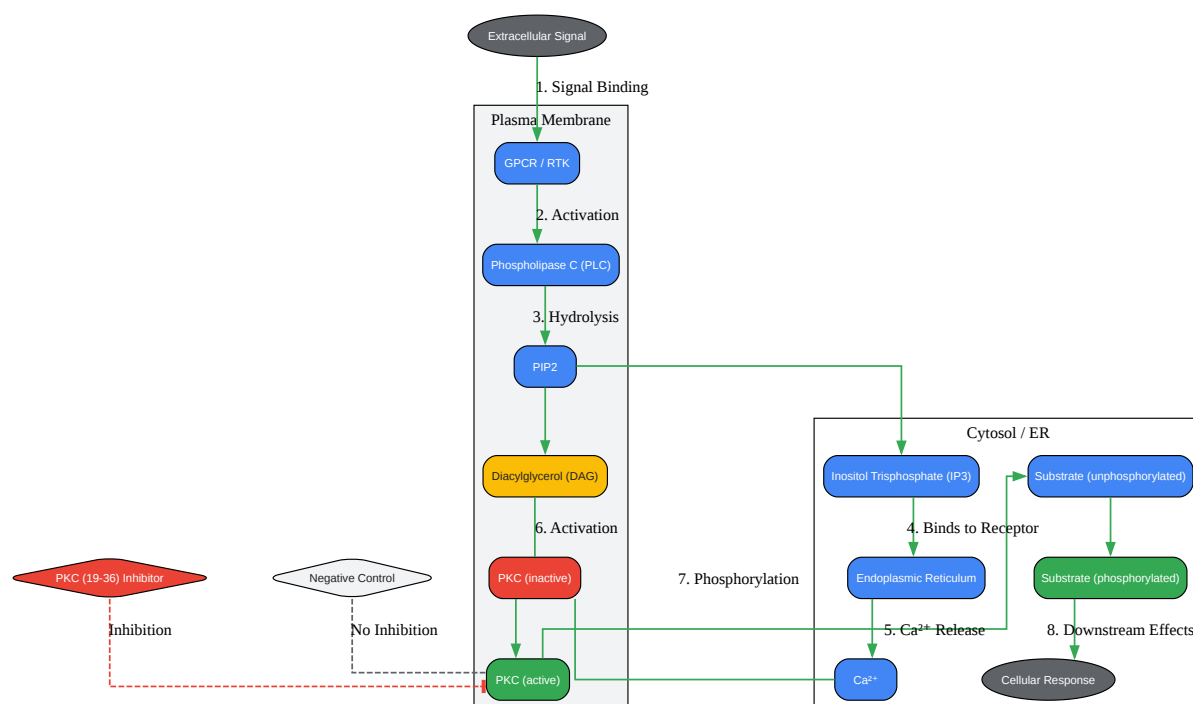 Extracellular Signal
1. Signal Binding
Plasma Membrane
GPCR / RTK
2. Activation
Phospholipase C (PLC)
3. Hydrolysis
PIP2
Cytosol / ER
Diacylglycerol (DAG)
Inositol Trisphosphate (IP3)
Substrate (unphosphorylated)
6. Activation
4. Binds to Receptor
PKC (19-36) Inhibitor
Negative Control
PKC (inactive)
7. Phosphorylation
Endoplasmic Reticulum
Substrate (phosphorylated)
Inhibition
No Inhibition
5. Ca²⁺ Release
8. Downstream Effects
PKC (active)
Ca²⁺
Cellular Response